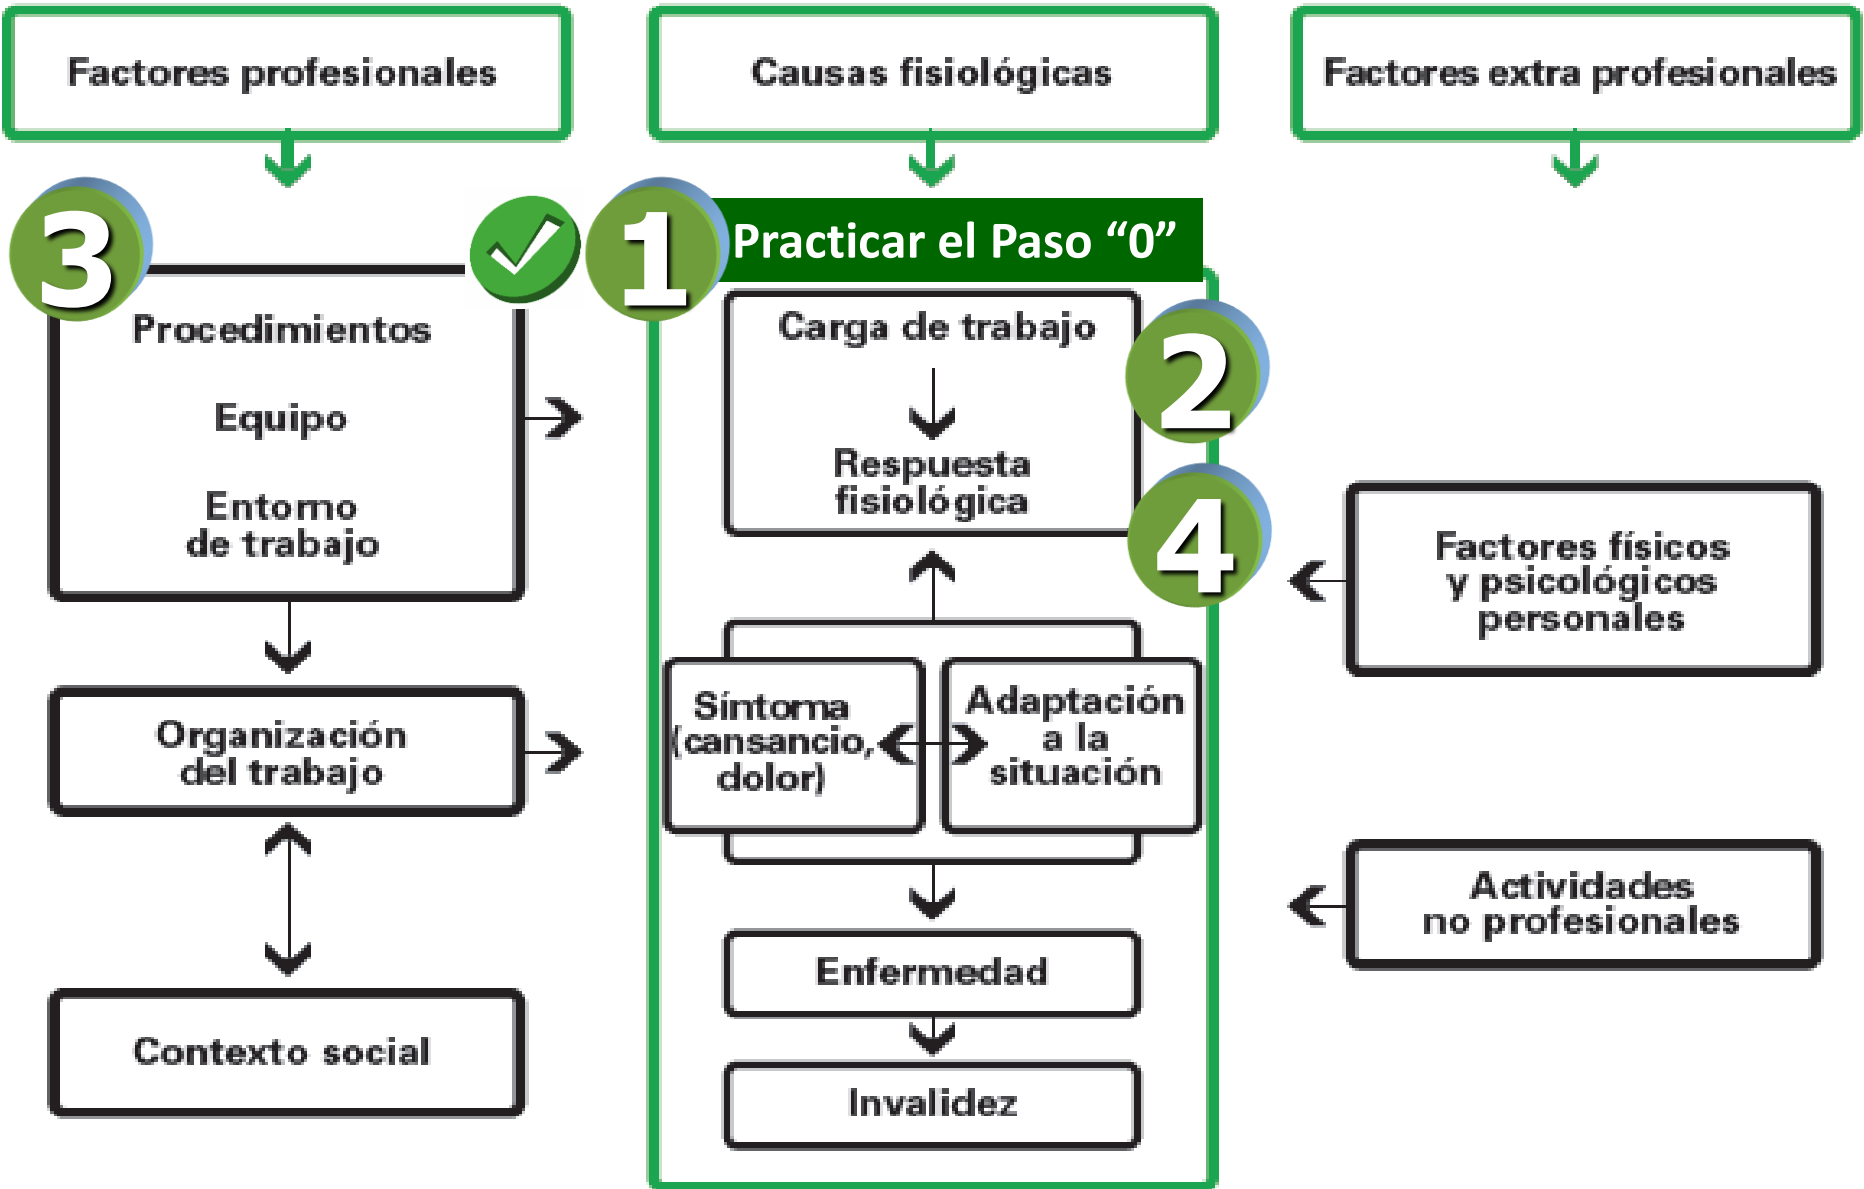 Factores profesionales
Causas fisiológicas
Factores extra profesionales
3
Procedimientos
Equipo
Entorno
de trabajo
Organización
del trabajo
Contexto social
1
Practicar el Paso “0”
Carga de trabajo
2
Respuesta
fisiológica
4
Síntoma
(cansancio,
dolor)
Adaptación
a la
situación
Enfermedad
Invalidez
Factores físicos
y psicológicos
personales
Actividades
no profesionales